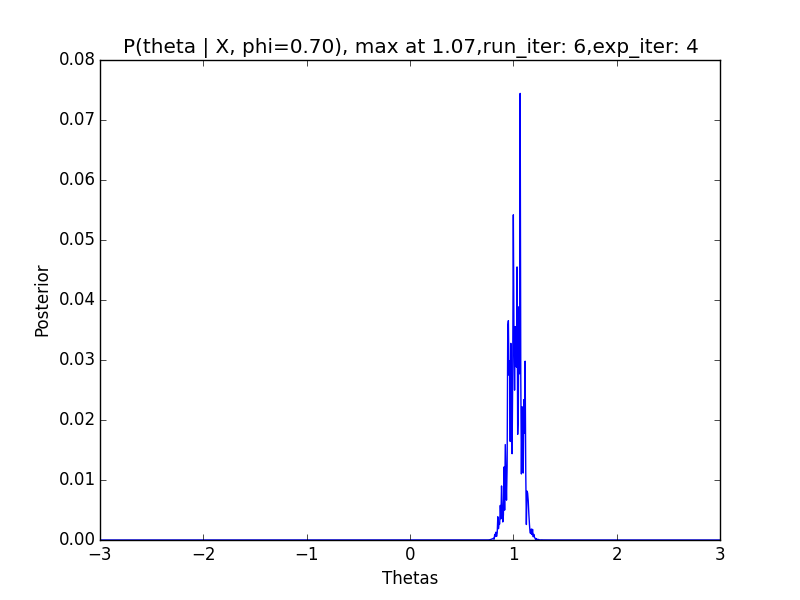 P(theta | X, phi=0.70), max at 1.07,run_iter: 6,exp_iter: 4
0.08
0.07
0.06
0.05
0.04
0.03
0.02
0.01
0.00
Posterior
−3 −2 −1 0 1 2 3
Thetas